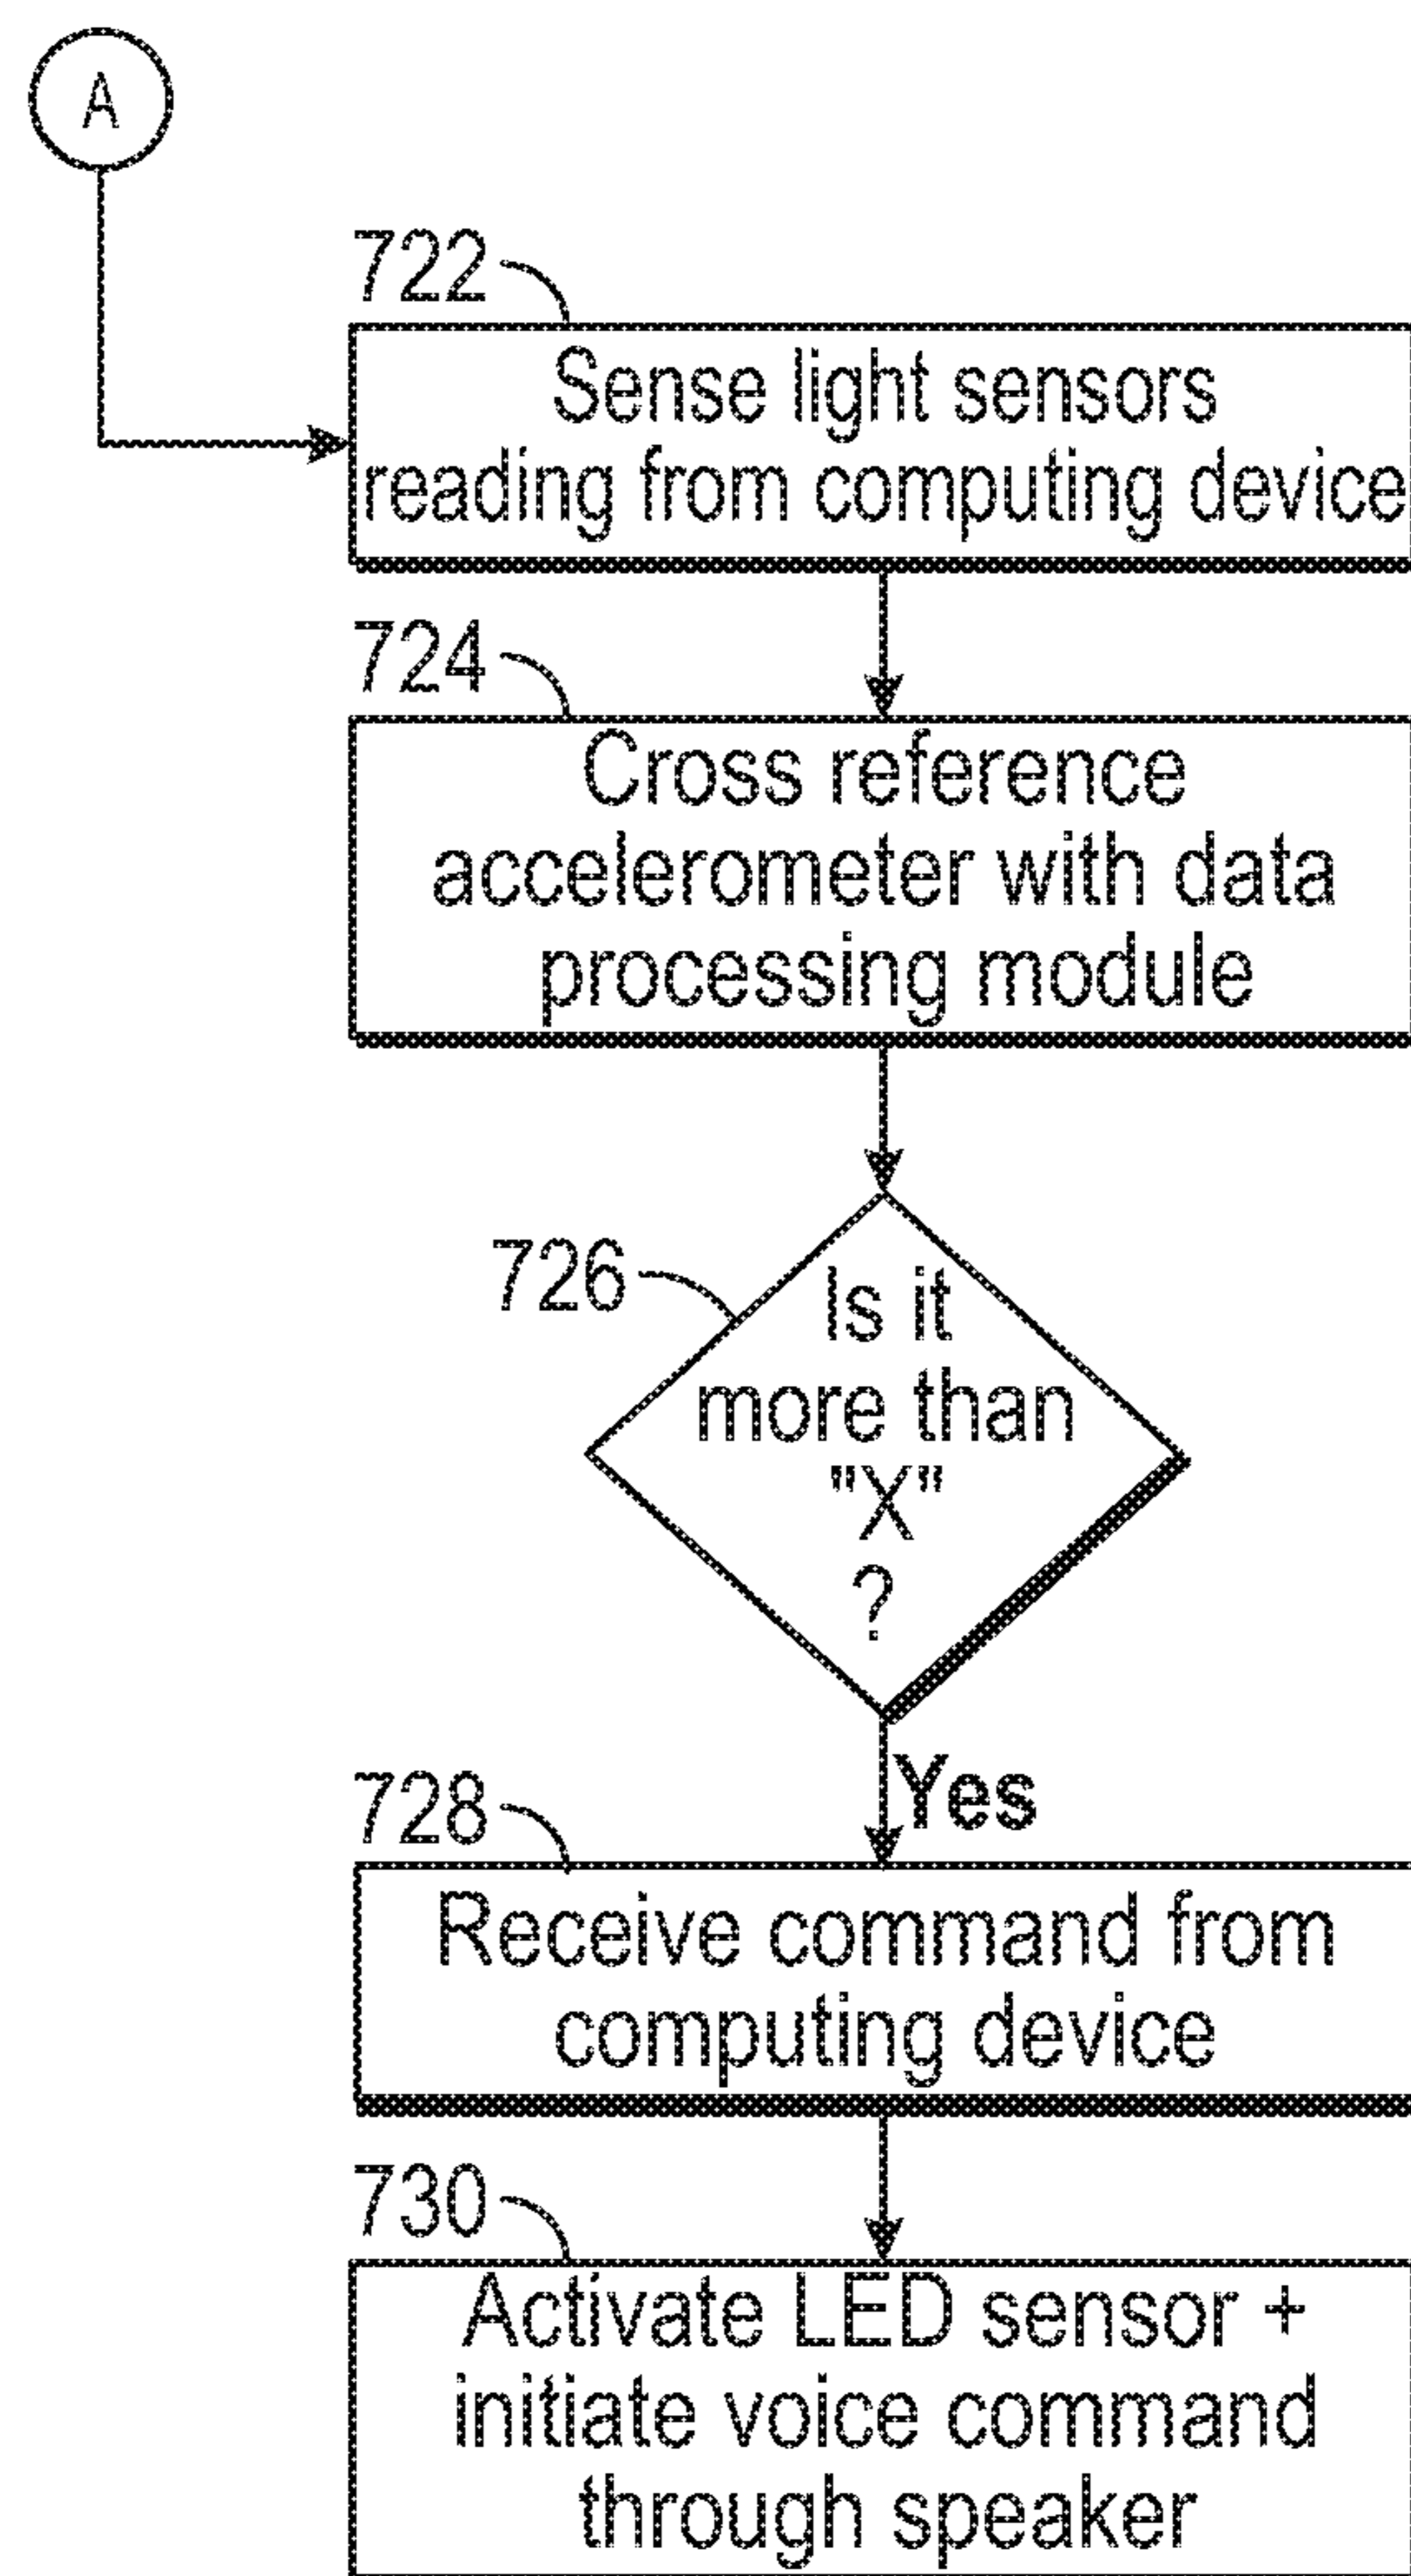 A
722
Sense light sensors
reading from computing device
724
Cross reference
accelerometer with data
processing module
726
Is it
more than
"X"
?
Yes
728
Receive command from
computing device
730
Activate LED sensor +
initiate voice command
through speaker